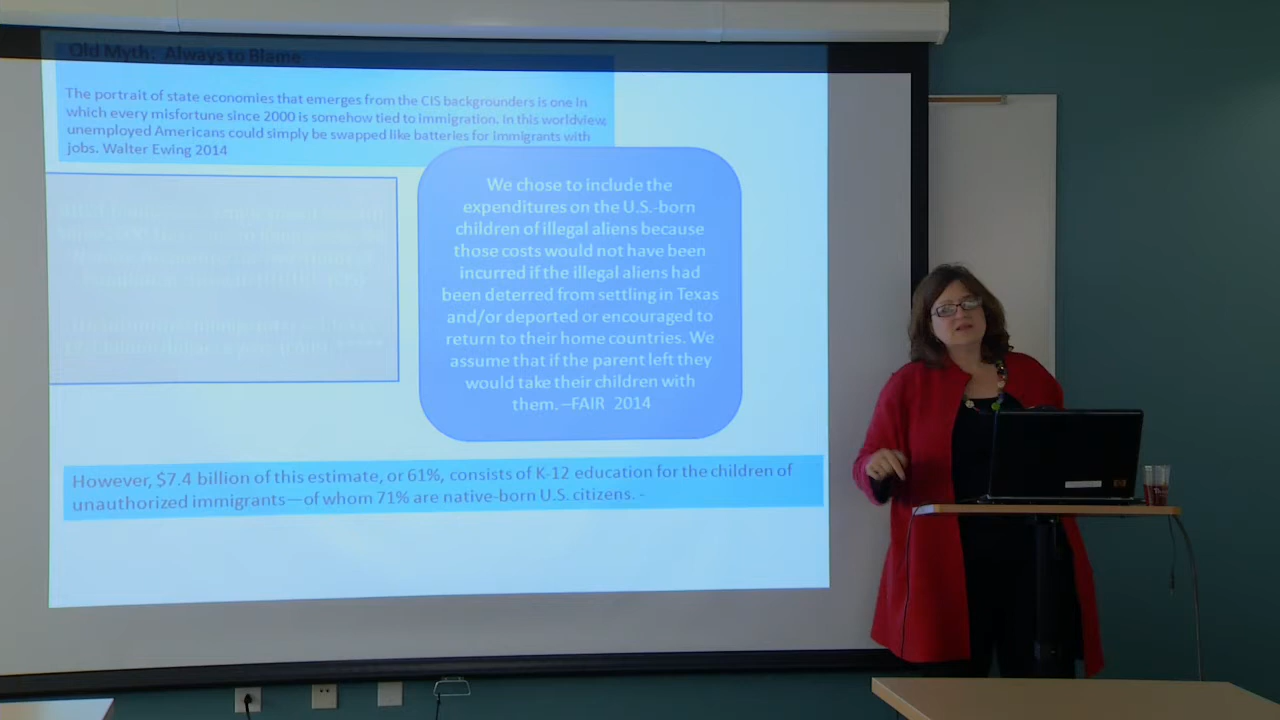 Old Myth: Always to Blame
The portrait of state economies that emerges from the CIS backgrounders is one in
which every misfortune since 2000 is somehow tied to immigration. In this worldview,
unemployed Americans could simply be swapped like batteries for immigrants with
jobs. Walter Ewing 2014
We chose to include the
expenditures on the U.S.-born
children of illegal aliens because
those costs would not have been
incurred if the illegal aliens had
been deterred from settling in Texas
and/or deported or encouraged to
return to their home countries. We
assume that if the parent left they
would take their children with
them. –FAIR 2014
However, $7.4 billion of this estimate, or 61%, consists of K-12 education for the children of
unauthorized immigrants—of whom 71% are native-born U.S. citizens. -